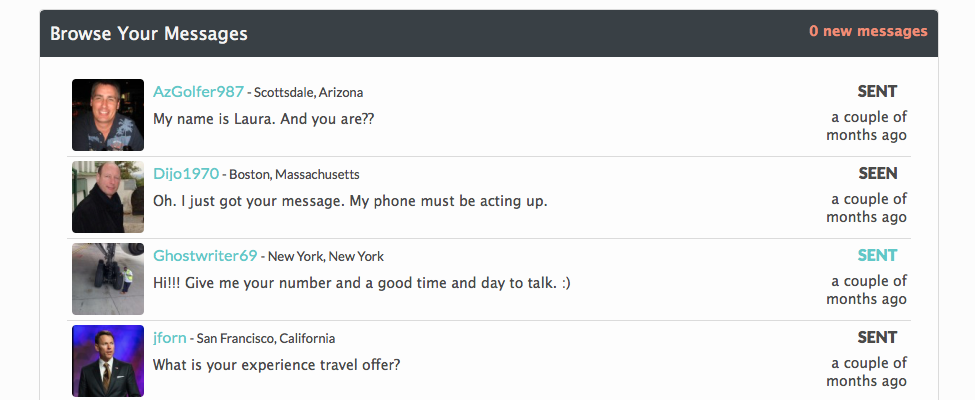 Browse Your Messages
0 new messages
AzGolfer987 - Scottsdale, Arizona
SENT
My name is Laura. And you are??
a couple of
months ago
Dijo1970 - Boston, Massachusetts
SEEN
Oh. I just got your message. My phone must be acting up.
a couple of
months ago
Ghostwriter69 - New York, New York
SENT
Hi!!! Give me your number and a good time and day to talk. :)
a couple of
months ago
jforn - San Francisco, California
SENT
What is your experience travel offer?
a couple of
months ago